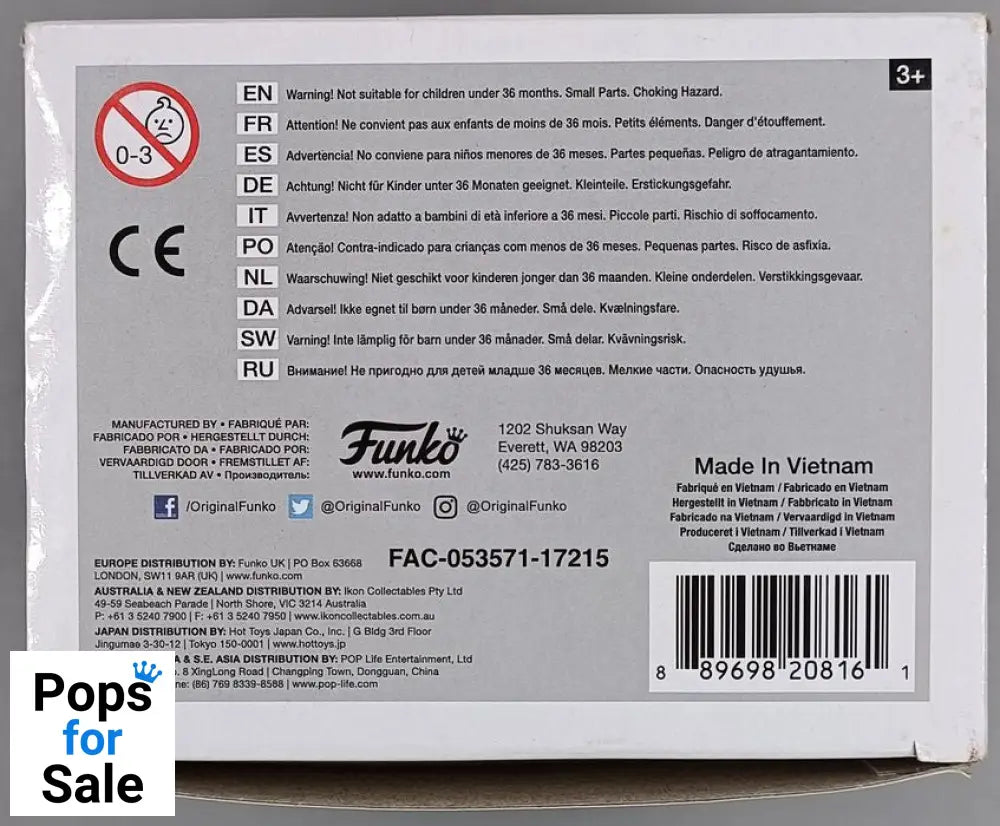 3+
0-3
EN Warning! Not suitable for children under 36 months. Small Parts. Choking Hazard.
FR Attention! Ne convient pas aux enfants de moins de 36 mois. Petits éléments. Danger d'étouffement.
ES Advertencia! No conviene para niños menores de 36 meses. Partes pequeñas. Peligro de atragantamiento.
DE Achtung! Nicht für Kinder unter 36 Monaten geeignet. Kleinteile. Erstickungsgefahr.
IT Avvertenza! Non adatto a bambini di età inferiore a 36 mesi. Piccole parti. Rischio di soffocamento.
PO Atenção! Contra-indicado para crianças com menos de 36 meses. Pequenas partes. Risco de asfixia.
NL Waarschuwing! Niet geschikt voor kinderen jonger dan 36 maanden. Kleine onderdelen. Verstikkingsgevaar.
DA Advarsel! Ikke egnet til børn under 36 måneder. Små dele. Kvælningsfare.
SW Varning! Inte lämplig för barn under 36 månader. Små delar. Kvävningsrisk.
RU Внимание! Не пригодно для детей младше 36 месяцев. Мелкие части. Опасность удушья.
CE
MANUFACTURED BY • FABRIQUÉ PAR:
FABRICADO POR • HERGESTELLT DURCH:
FABBRICATO DA • FABRICADO POR:
VERVAARDIGD DOOR • FREMSTILLET AF:
TILLVERKAD AV • Производитель:
Funko
www.funko.com
1202 Shuksan Way
Everett, WA 98203
(425) 783-3616
/OriginalFunko @OriginalFunko @OriginalFunko
Made In Vietnam
Fabriqué en Vietnam / Fabricado en Vietnam
Hergestellt in Vietnam / Fabbricato in Vietnam
Fabricado na Vietnam / Vervaardigd in Vietnam
Produceret i Vietnam / Tillverkad i Vietnam
Сделано во Вьетнаме
FAC-053571-17215
EUROPE DISTRIBUTION BY: Funko UK | PO Box 63668
LONDON, SW11 9AR (UK) | www.funko.com
AUSTRALIA & NEW ZEALAND DISTRIBUTION BY: Ikon Collectables Pty Ltd
49-59 Seabeach Parade | North Shore, VIC 3214 Australia
P: +61 3 5240 7900 | F: +61 3 5240 7950 | www.ikoncollectables.com
JAPAN DISTRIBUTION BY: Hot Toys Japan Co., Inc. | G Bldg 3rd Floor
Jingumae 3-30-12 | Tokyo 150-0001 | www.hottoys.jp
& S.E. ASIA DISTRIBUTION BY: POP Life Entertainment, Ltd
8 XingLong Road | Changping Town, Dongguan, China
(86) 769 8339-8588 | www.pop-life.com
8 89698 20816 1
Pops
for
Sale